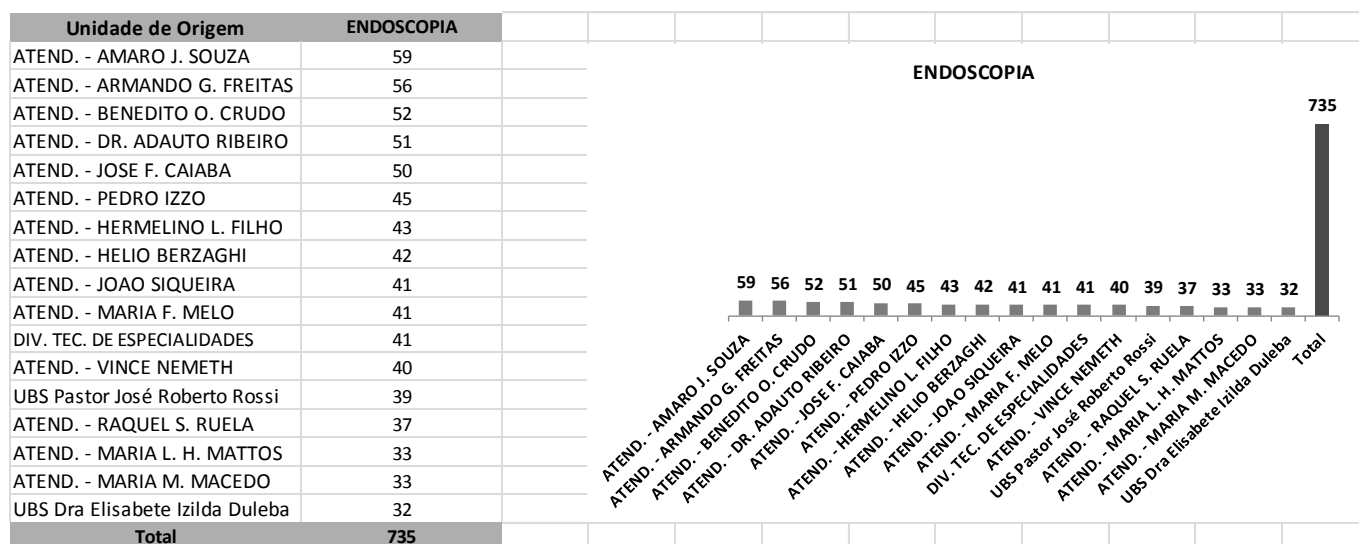 Unidade de Origem ENDOSCOPIA
ATEND. - AMARO J. SOUZA 59
ATEND. - ARMANDO G. FREITAS 56
ATEND. - BENEDITO O. CRUDO 52
ATEND. - DR. ADAUTO RIBEIRO 51
ATEND. - JOSE F. CAIABA 50
ATEND. - PEDRO IZZO 45
ATEND. - HERMELINO L. FILHO 43
ATEND. - HELIO BERZAGHI 42
ATEND. - JOAO SIQUEIRA 41
ATEND. - MARIA F. MELO 41
DIV. TEC. DE ESPECIALIDADES 41
ATEND. - VINCE NEMETH 40
UBS Pastor José Roberto Rossi 39
ATEND. - RAQUEL S. RUELA 37
ATEND. - MARIA L. H. MATTOS 33
ATEND. - MARIA M. MACEDO 33
UBS Dra Elisabete Izilda Duleba 32
Total 735
ENDOSCOPIA
59 56 52 51 50 45 43 42 41 41 41 40 39 37 33 33 32 735
ATEND. - AMARO J. SOUZA
ATEND. - ARMANDO G. FREITAS
ATEND. - BENEDITO O. CRUDO
ATEND. - DR. ADAUTO RIBEIRO
ATEND. - JOSE F. CAIABA
ATEND. - PEDRO IZZO
ATEND. - HERMELINO L. FILHO
ATEND. - HELIO BERZAGHI
ATEND. - JOAO SIQUEIRA
ATEND. - MARIA F. MELO
DIV. TEC. DE ESPECIALIDADES
ATEND. - VINCE NEMETH
UBS Pastor José Roberto Rossi
ATEND. - RAQUEL S. RUELA
ATEND. - MARIA L. H. MATTOS
ATEND. - MARIA M. MACEDO
UBS Dra Elisabete Izilda Duleba
Total